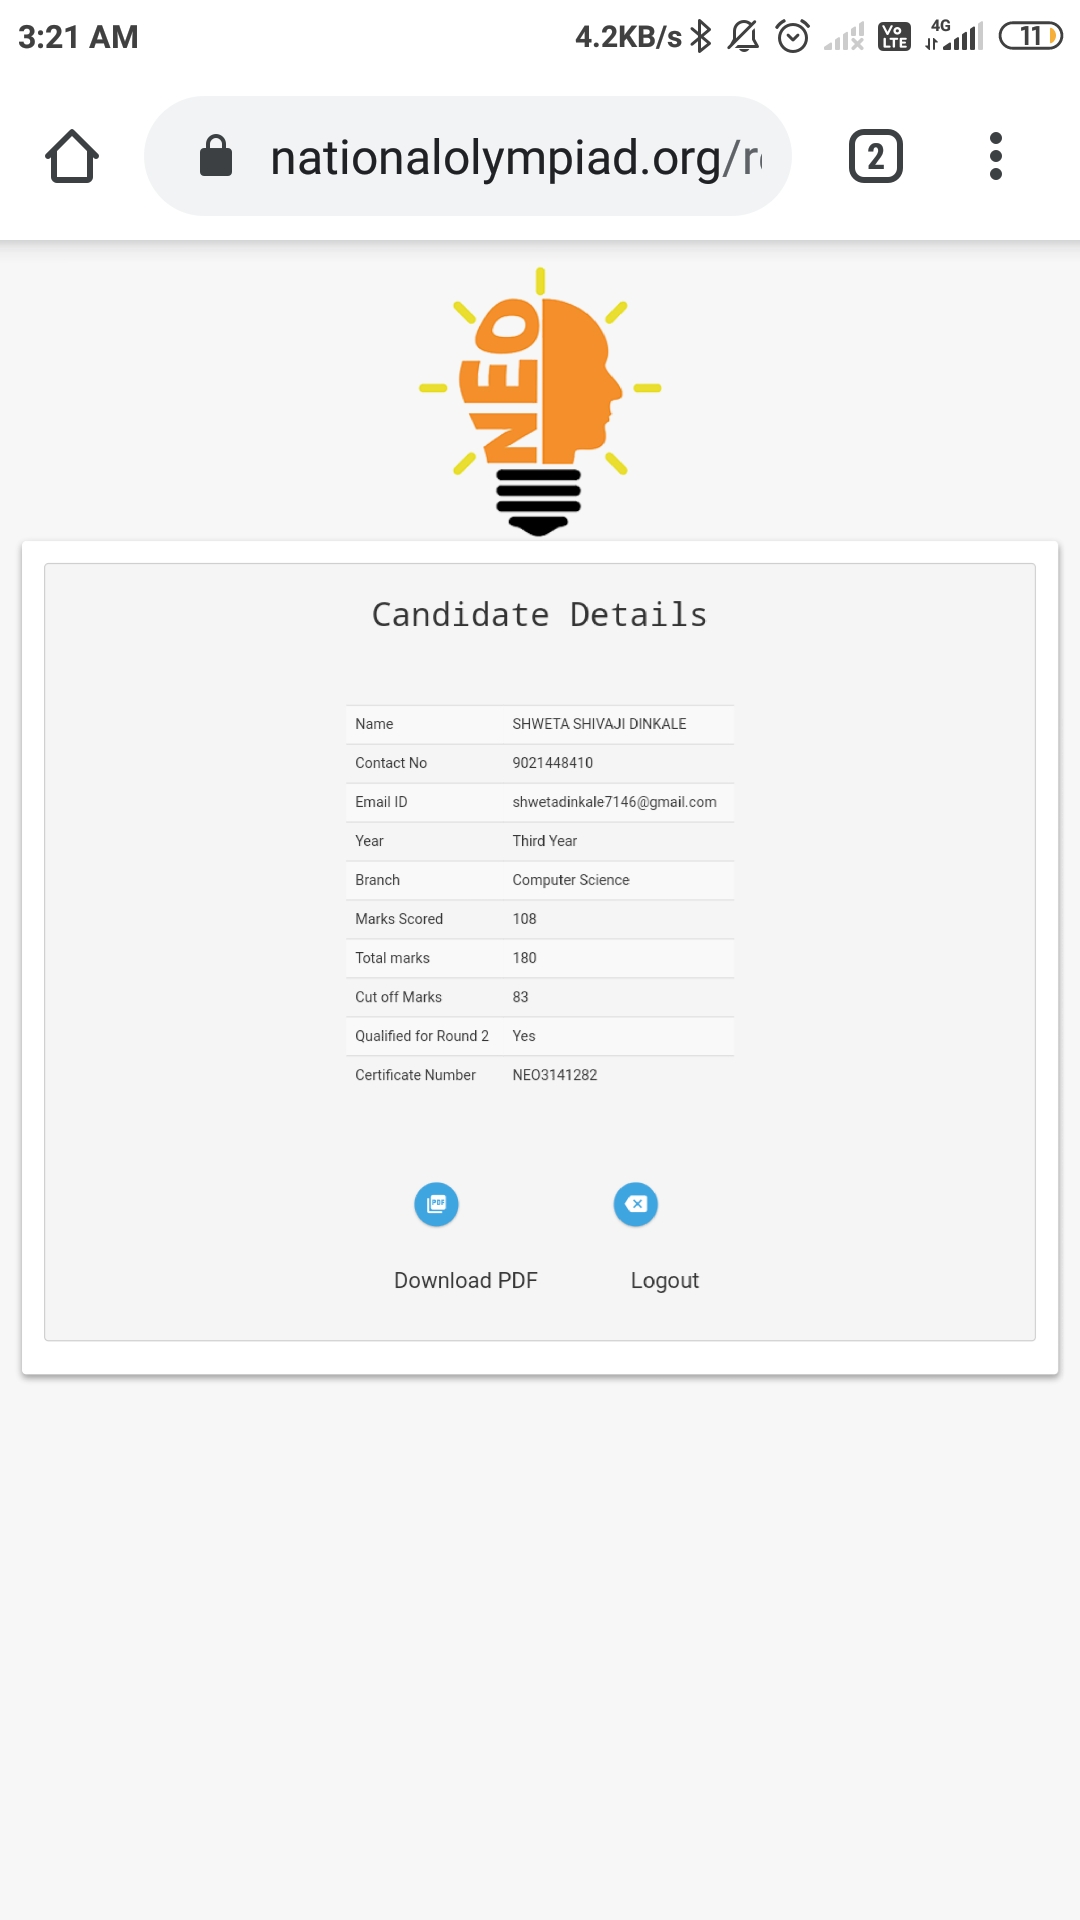 3:21 AM 4.2KB/s Vo LTE 4G 11
nationalolympiad.org/r
2
NEO
Candidate Details
Name SHWETA SHIVAJI DINKALE
Contact No 9021448410
Email ID shwetadinkale7146@gmail.com
Year Third Year
Branch Computer Science
Marks Scored 108
Total marks 180
Cut off Marks 83
Qualified for Round 2 Yes
Certificate Number NEO3141282
PDF
Download PDF Logout